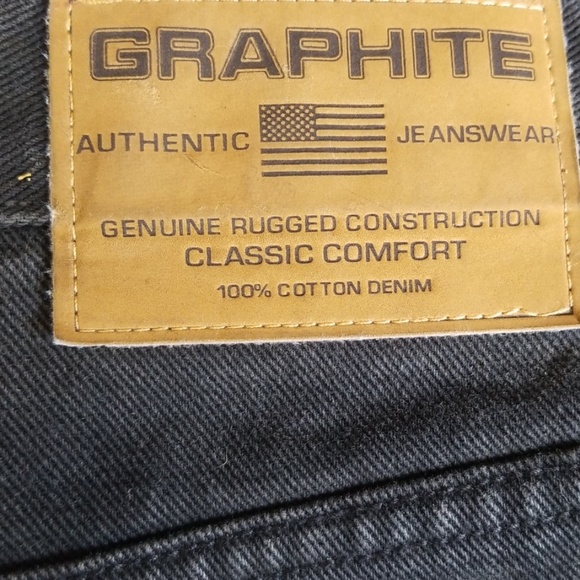 GRAPHITE
AUTHENTIC JEANSWEAR
GENUINE RUGGED CONSTRUCTION
CLASSIC COMFORT
100% COTTON DENIM